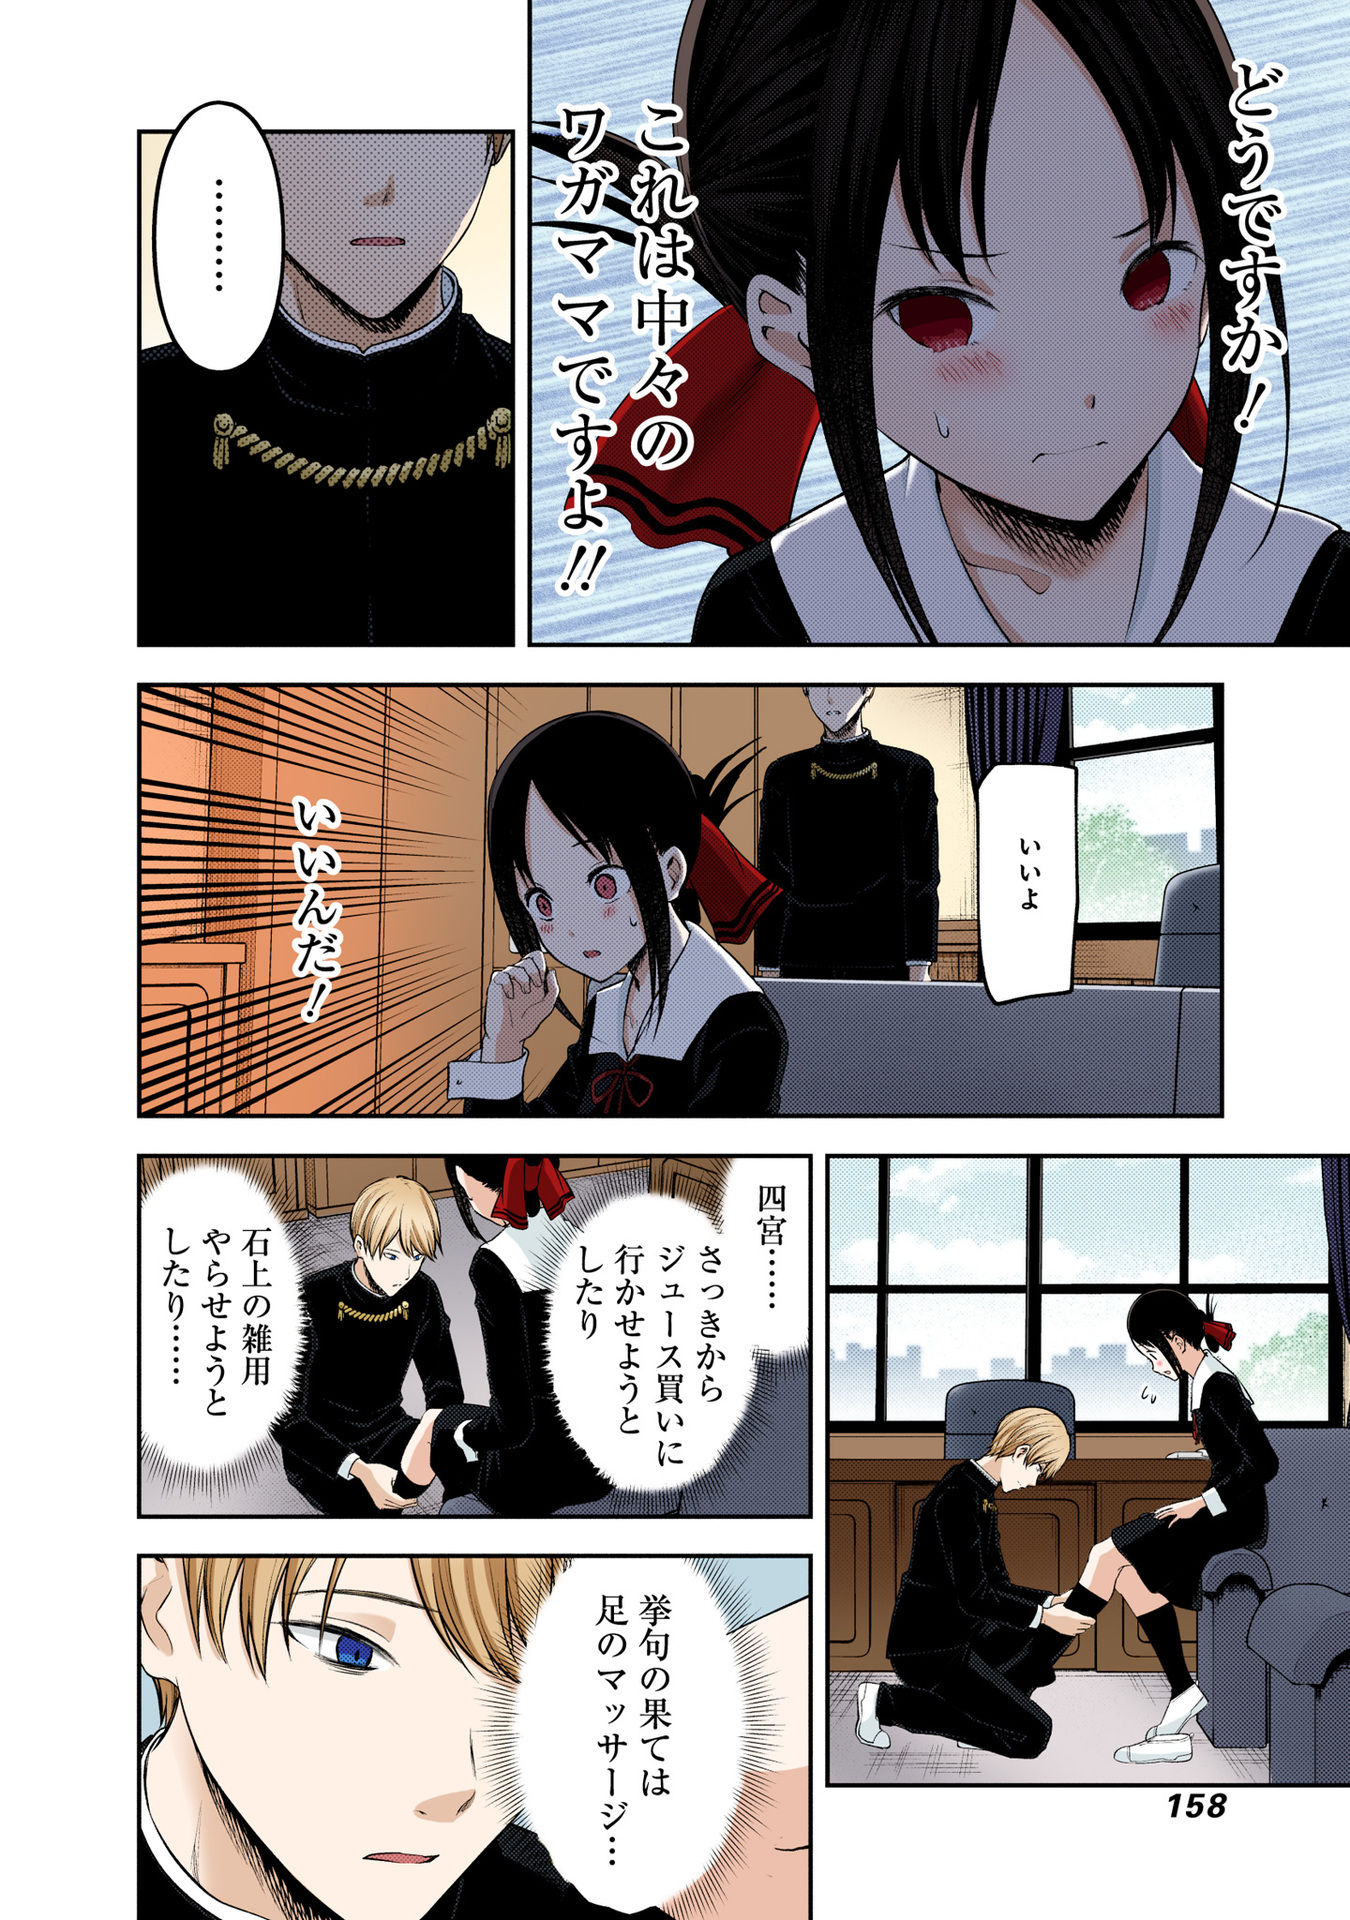 どうですか！
これは中々の
ワガママですよ!!
………
いいよ
いいんだ！
四宮……
さっきから
ジュース買いに
行かせようと
したり
石上の雑用
やらせようと
したり……
挙句の果ては
足のマッサージ…
158